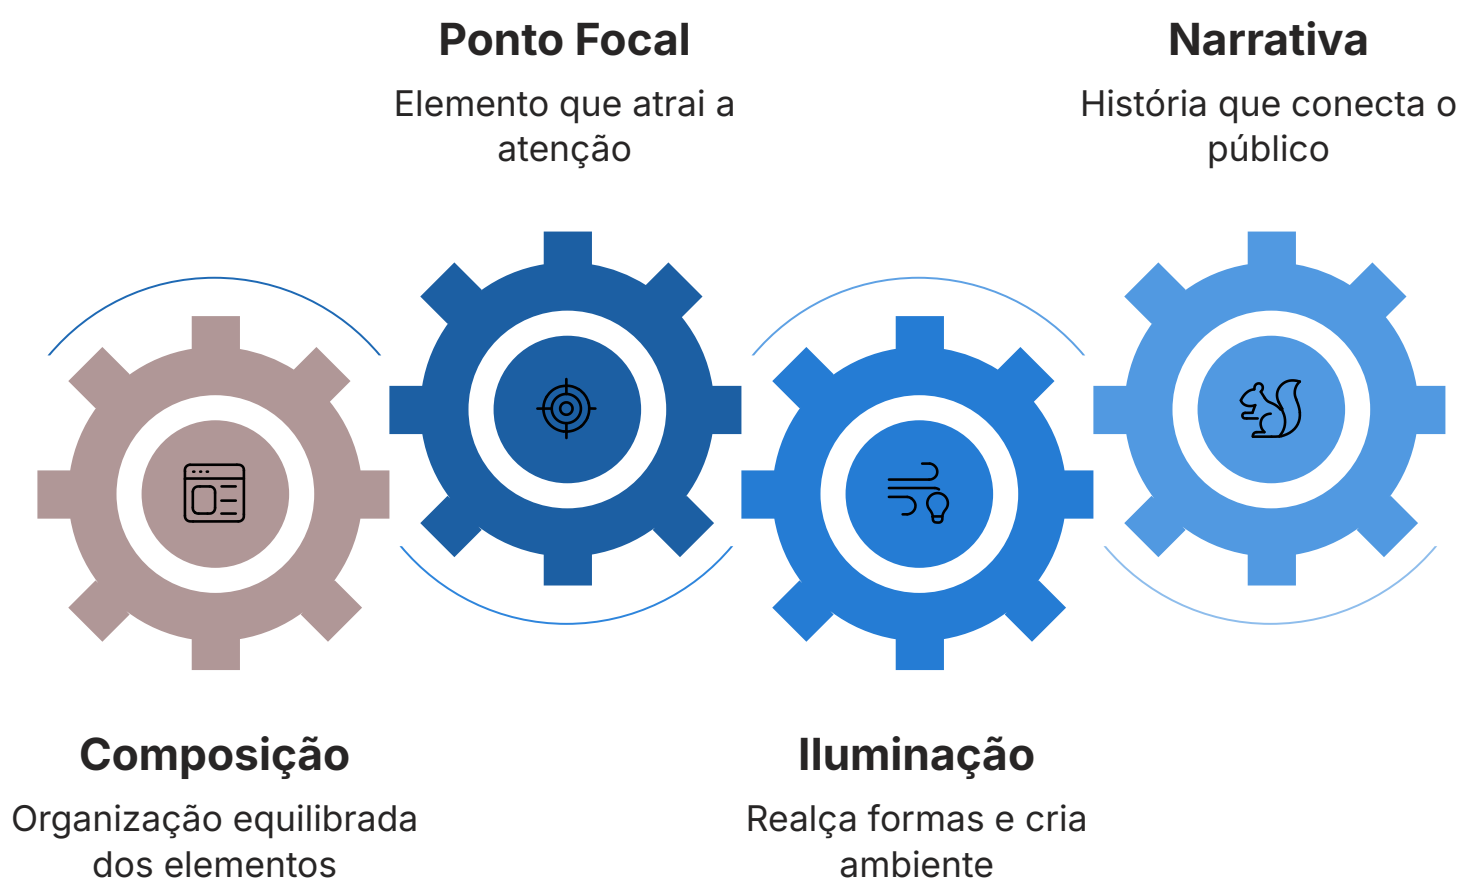 Ponto Focal
Elemento que atrai a
atenção
Narrativa
História que conecta o
público
Composição
Organização equilibrada
dos elementos
Iluminação
Realça formas e cria
ambiente